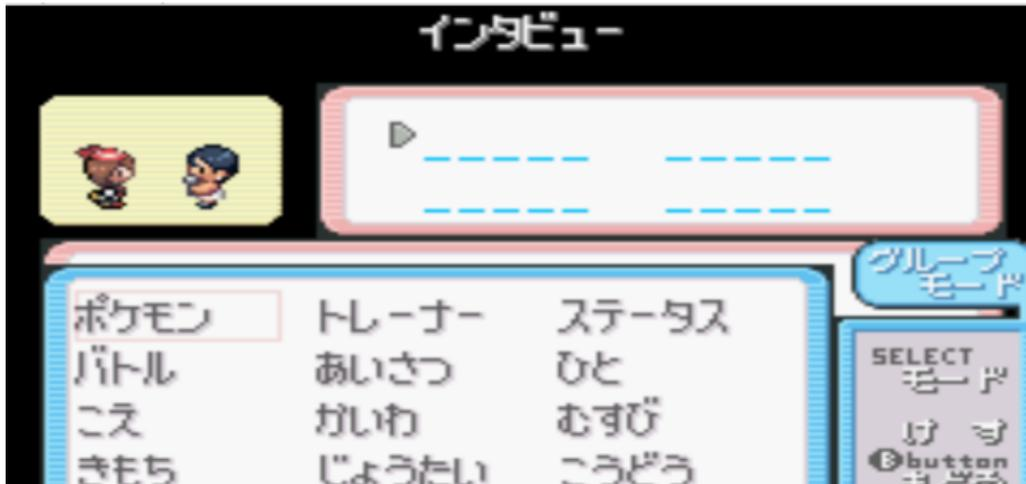 インタビュー
グループ
モード
ポケモン トレーナー ステータス
バトル あいさつ ひと
こえ かいわ むすび
きもち じょうたい こうどう
SELECT
モード
けす
Bbutton